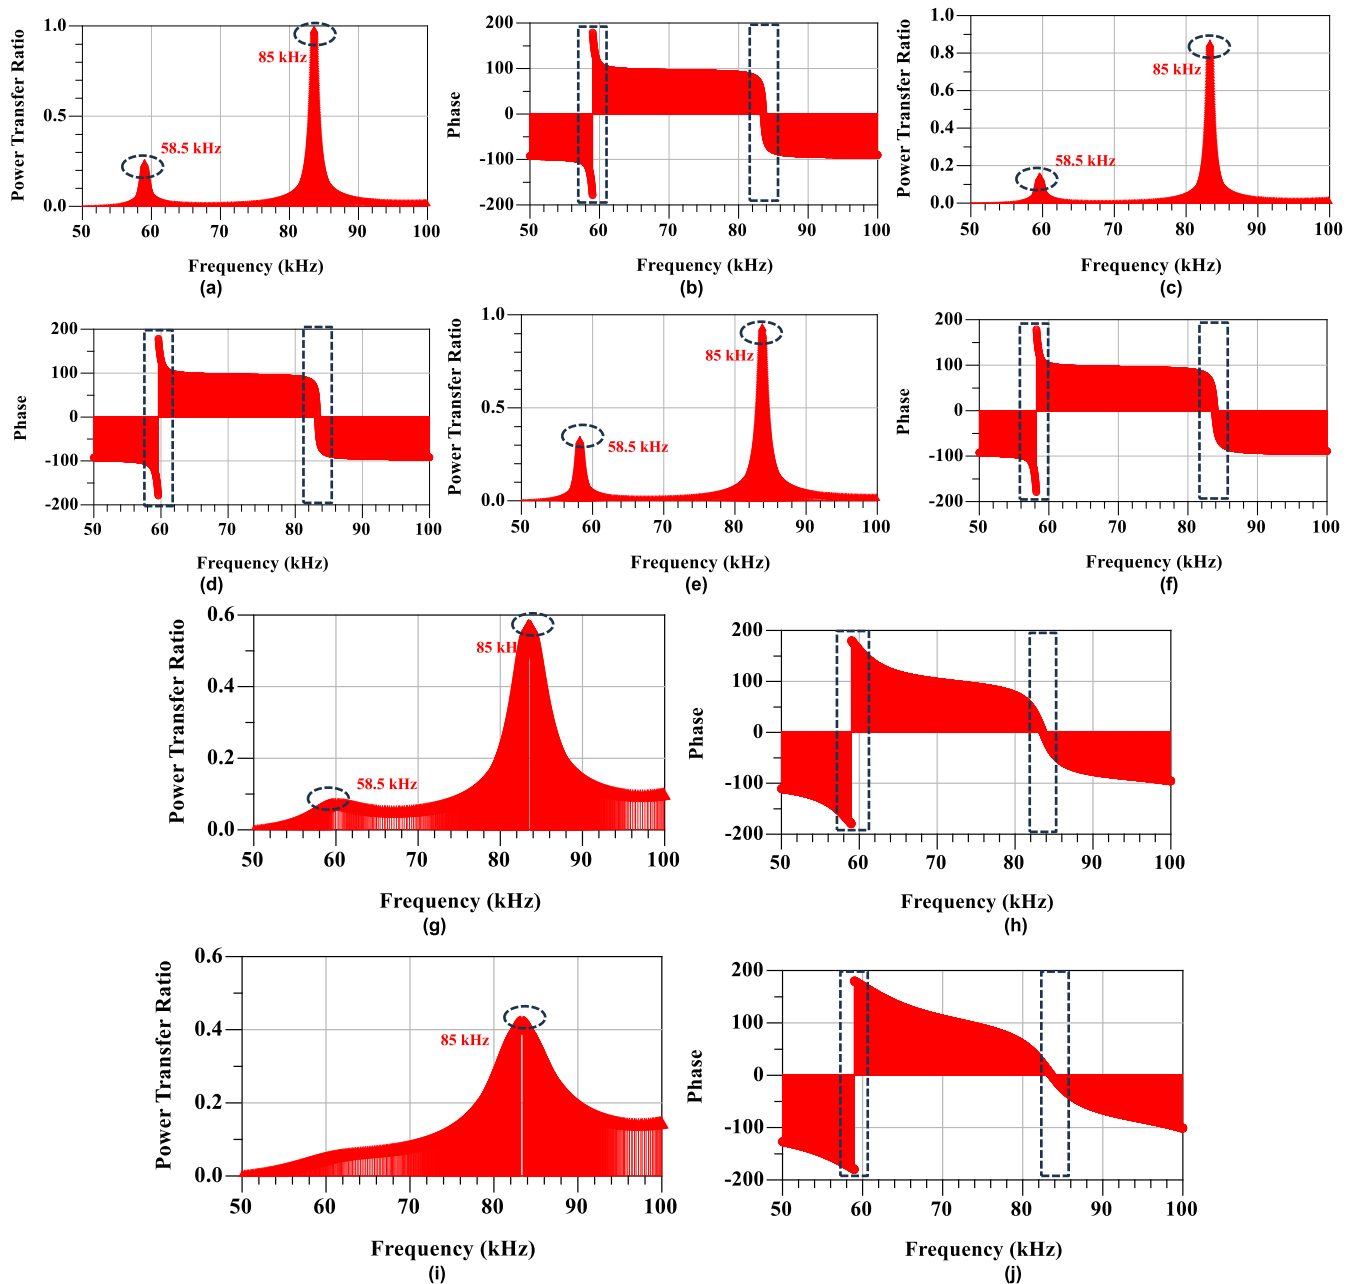 Power Transfer Ratio
1.0
0.5
0.0
85 kHz
58.5 kHz
50 60 70 80 90 100
Frequency (kHz)
(a)
Phase
200
100
0
-100
-200
50 60 70 80 90 100
Frequency (kHz)
(b)
Power Transfer Ratio
1.0
0.8
0.6
0.4
0.2
0.0
85 kHz
58.5 kHz
50 60 70 80 90 100
Frequency (kHz)
(c)
Phase
200
100
0
-100
-200
50 60 70 80 90 100
Frequency (kHz)
(d)
Power Transfer Ratio
1.0
0.5
0.0
85 kHz
58.5 kHz
50 60 70 80 90 100
Frequency (kHz)
(e)
Phase
200
100
0
-100
-200
50 60 70 80 90 100
Frequency (kHz)
(f)
Power Transfer Ratio
0.6
0.4
0.2
0.0
85 kH
58.5 kHz
50 60 70 80 90 100
Frequency (kHz)
(g)
Phase
200
100
0
-100
-200
50 60 70 80 90 100
Frequency (kHz)
(h)
Power Transfer Ratio
0.6
0.4
0.2
0.0
85 kHz
50 60 70 80 90 100
Frequency (kHz)
(i)
Phase
200
100
0
-100
-200
50 60 70 80 90 100
Frequency (kHz)
(j)